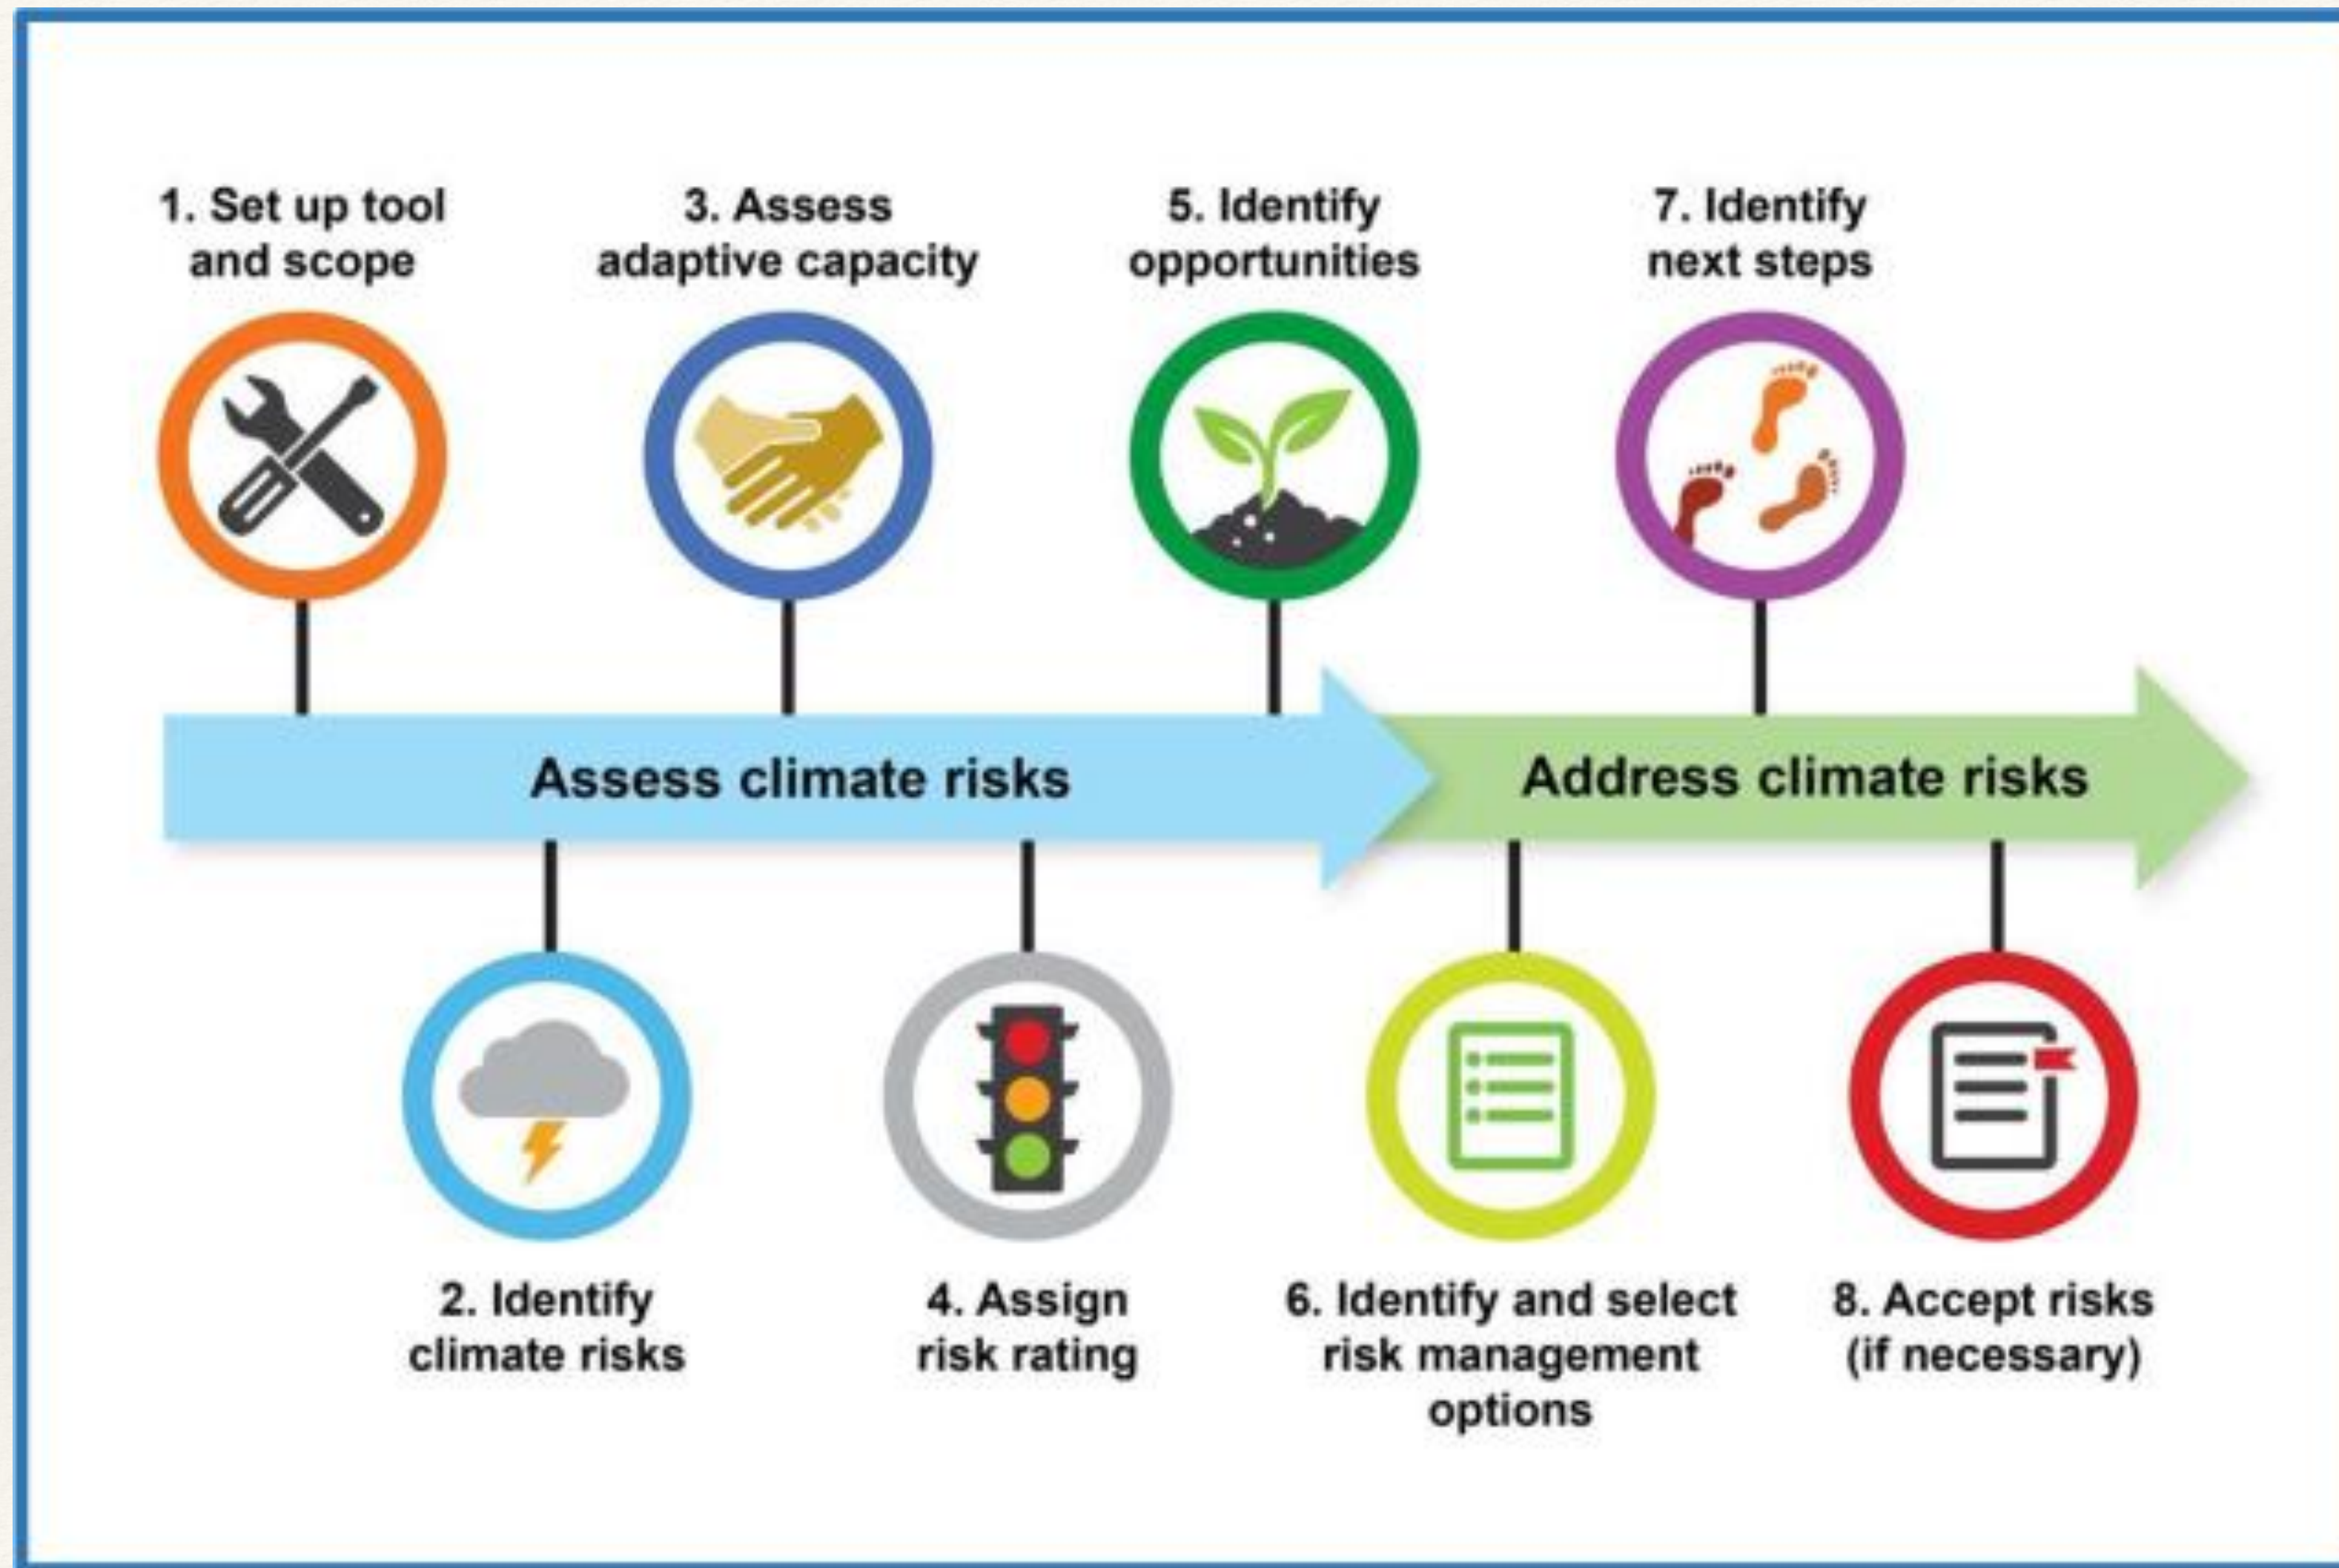 1. Set up tool
and scope
3. Assess
adaptive capacity
5. Identify
opportunities
7. Identify
next steps
Assess climate risks
Address climate risks
2. Identify
climate risks
4. Assign
risk rating
6. Identify and select
risk management
options
8. Accept risks
(if necessary)